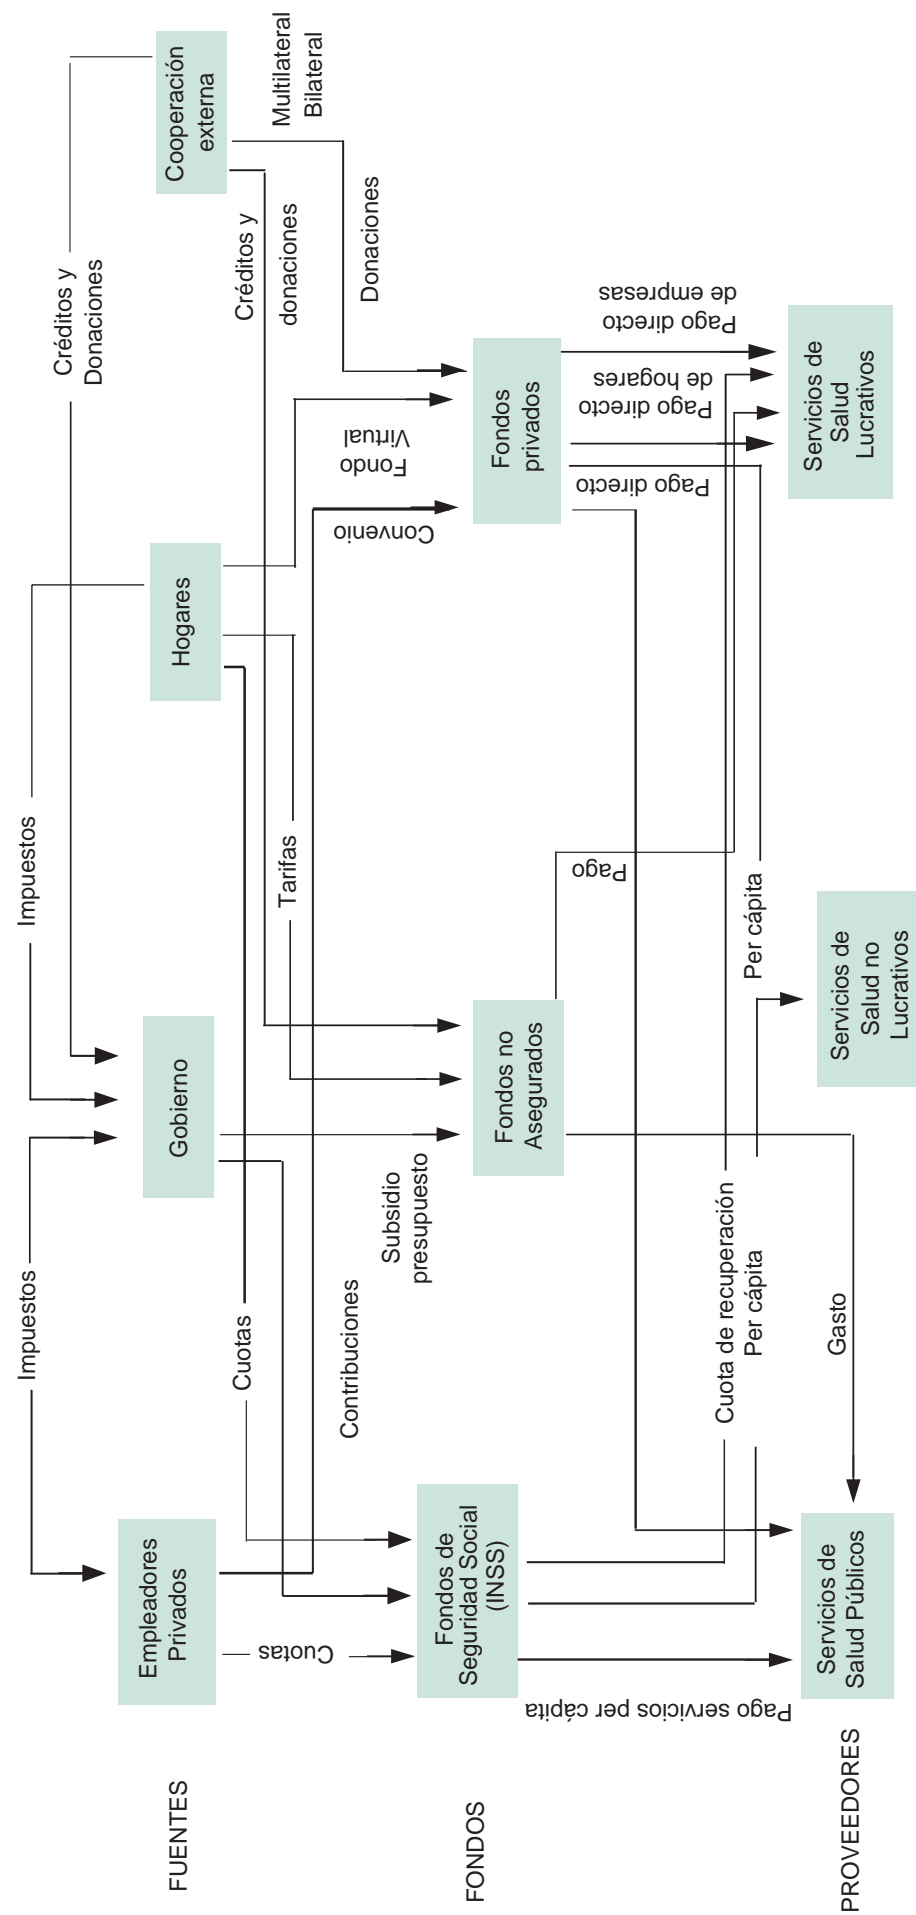 FUENTES
Impuestos
Impuestos
Créditos y
Donaciones
Empleadores
Privados
Gobierno
Hogares
Cooperación
externa
Cuotas
Cuotas
Contribuciones
Subsidio
presupuesto
Tarifas
Convenio
Fondo
Virtual
Créditos y
donaciones
Multilateral
Bilateral
Donaciones
FONDOS
Fondos de
Seguridad Social
(INSS)
Fondos no
Asegurados
Fondos
privados
Pago servicios per cápita
Cuota de recuperación
Per cápita
Gasto
Pago
Per cápita
Pago directo
Pago directo
de hogares
Pago directo
de empresas
PROVEEDORES
Servicios de
Salud Públicos
Servicios de
Salud no
Lucrativos
Servicios de
Salud
Lucrativos